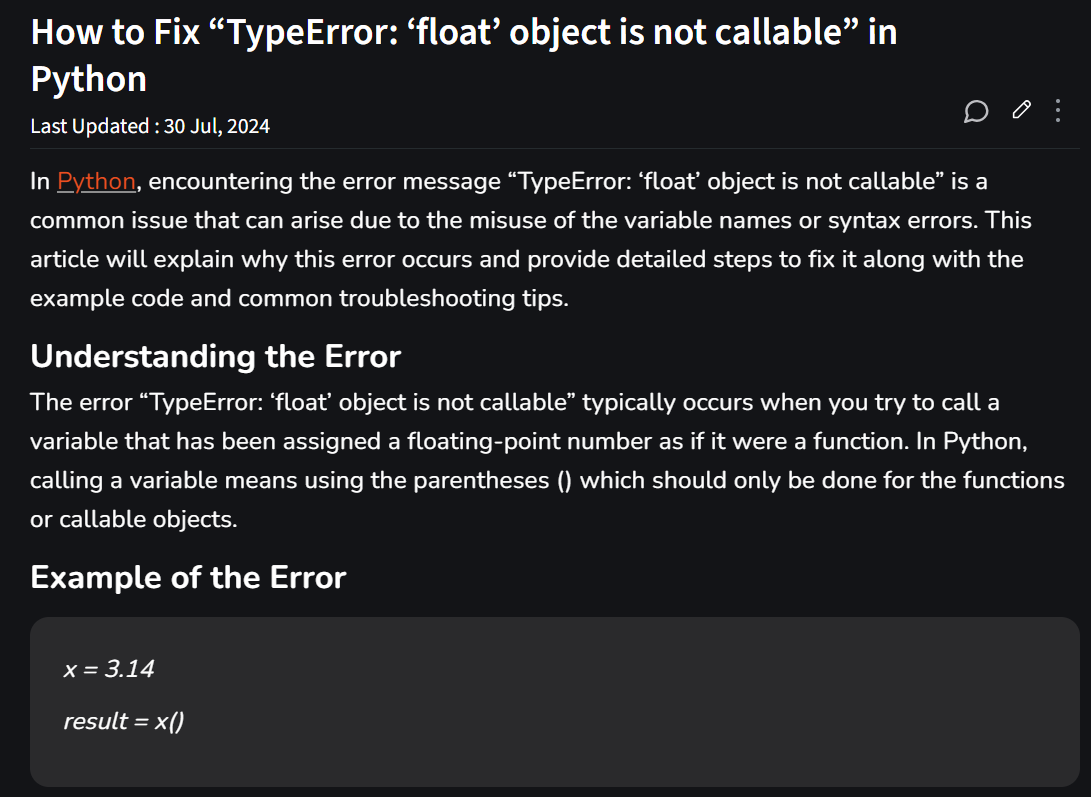 How to Fix “TypeError: ‘float’ object is not callable” in
Python
Last Updated : 30 Jul, 2024
In Python, encountering the error message “TypeError: ‘float’ object is not callable” is a
common issue that can arise due to the misuse of the variable names or syntax errors. This
article will explain why this error occurs and provide detailed steps to fix it along with the
example code and common troubleshooting tips.
Understanding the Error
The error “TypeError: ‘float’ object is not callable” typically occurs when you try to call a
variable that has been assigned a floating-point number as if it were a function. In Python,
calling a variable means using the parentheses () which should only be done for the functions
or callable objects.
Example of the Error
x = 3.14
result = x()